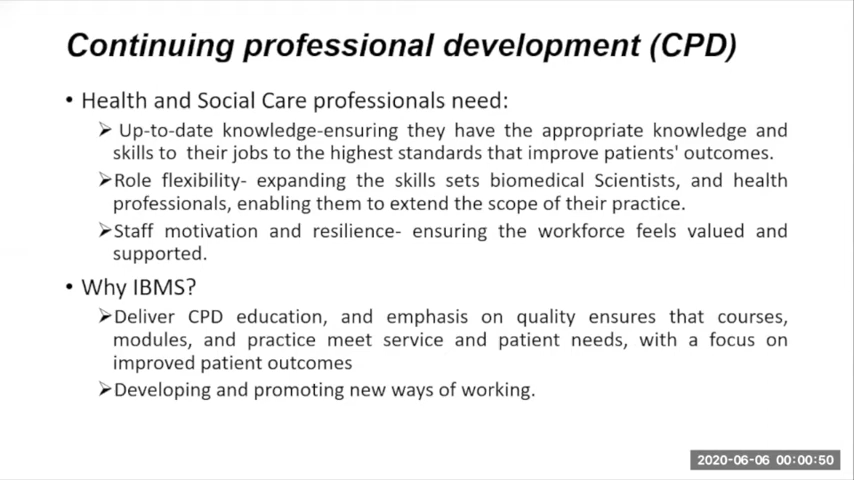 Continuing professional development (CPD)
• Health and Social Care professionals need:
➢ Up-to-date knowledge-ensuring they have the appropriate knowledge and
skills to their jobs to the highest standards that improve patients' outcomes.
➢Role flexibility- expanding the skills sets biomedical Scientists, and health
professionals, enabling them to extend the scope of their practice.
➢Staff motivation and resilience- ensuring the workforce feels valued and
supported.
• Why IBMS?
➢Deliver CPD education, and emphasis on quality ensures that courses,
modules, and practice meet service and patient needs, with a focus on
improved patient outcomes
➢Developing and promoting new ways of working.
2020-06-06 00:00:50